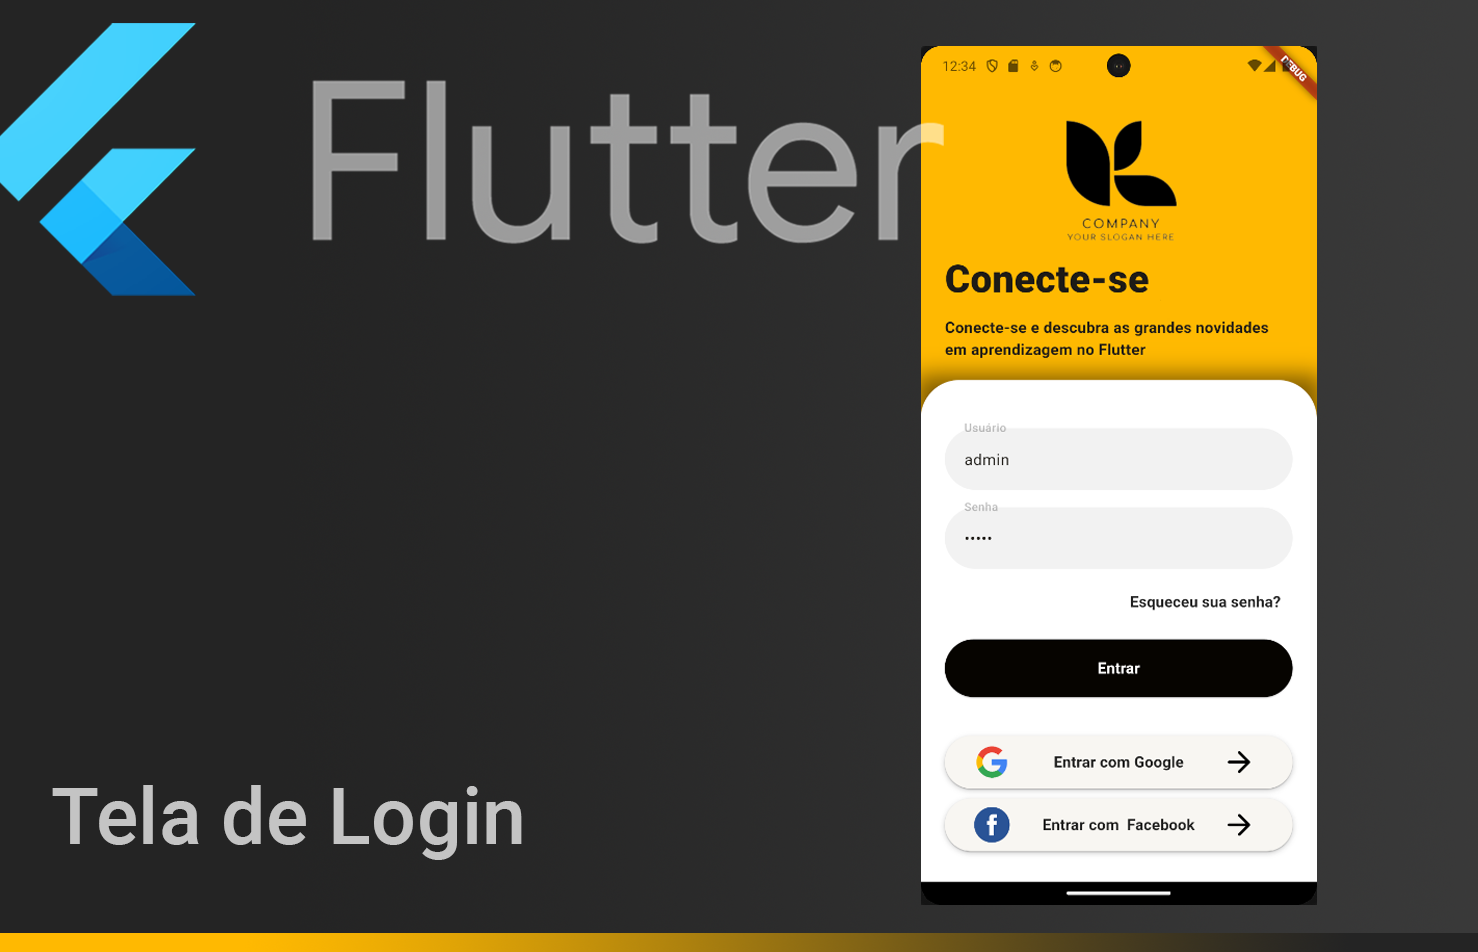 Flutter
Tela de Login
12:34
DEBUG
COMPANY
YOUR SLOGAN HERE
Conecte-se
Conecte-se e descubra as grandes novidades
em aprendizagem no Flutter
Usuário
admin
Senha
•••••
Esqueceu sua senha?
Entrar
Entrar com Google
Entrar com  Facebook